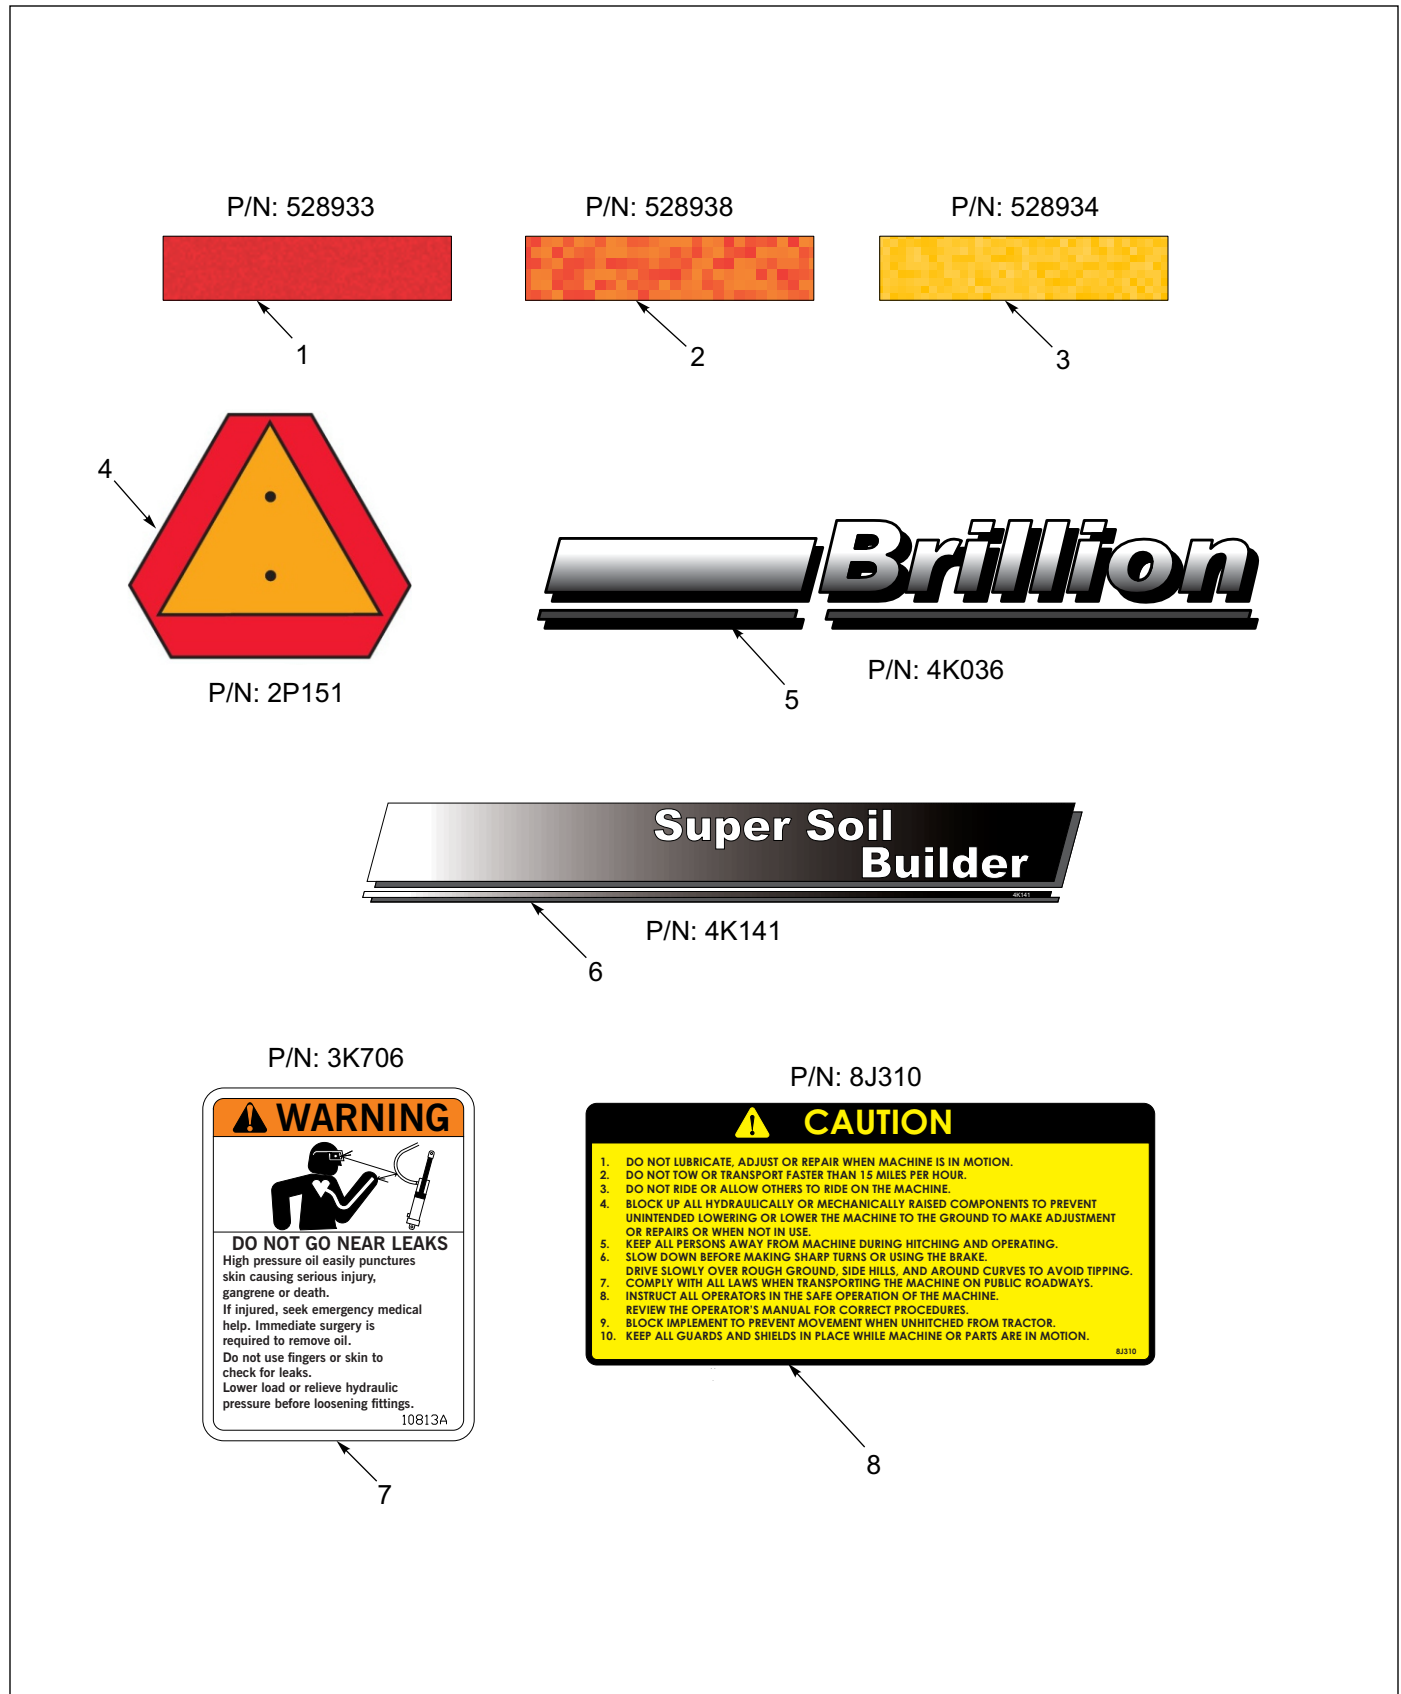 P/N: 528933
P/N: 528938
P/N: 528934
1
2
3
4
P/N: 2P151
Brillion
P/N: 4K036
5
Super Soil
Builder
4K141
P/N: 4K141
6
P/N: 3K706
WARNING
DO NOT GO NEAR LEAKS
High pressure oil easily punctures
skin causing serious injury,
gangrene or death.
If injured, seek emergency medical
help. Immediate surgery is
required to remove oil.
Do not use fingers or skin to
check for leaks.
Lower load or relieve hydraulic
pressure before loosening fittings.
10813A
7
P/N: 8J310
CAUTION
1. DO NOT LUBRICATE, ADJUST OR REPAIR WHEN MACHINE IS IN MOTION.
2. DO NOT TOW OR TRANSPORT FASTER THAN 15 MILES PER HOUR.
3. DO NOT RIDE OR ALLOW OTHERS TO RIDE ON THE MACHINE.
4. BLOCK UP ALL HYDRAULICALLY OR MECHANICALLY RAISED COMPONENTS TO PREVENT
UNINTENDED LOWERING OR LOWER THE MACHINE TO THE GROUND TO MAKE ADJUSTMENT
OR REPAIRS OR WHEN NOT IN USE.
5. KEEP ALL PERSONS AWAY FROM MACHINE DURING HITCHING AND OPERATING.
6. SLOW DOWN BEFORE MAKING SHARP TURNS OR USING THE BRAKE.
DRIVE SLOWLY OVER ROUGH GROUND, SIDE HILLS, AND AROUND CURVES TO AVOID TIPPING.
7. COMPLY WITH ALL LAWS WHEN TRANSPORTING THE MACHINE ON PUBLIC ROADWAYS.
8. INSTRUCT ALL OPERATORS IN THE SAFE OPERATION OF THE MACHINE.
REVIEW THE OPERATOR'S MANUAL FOR CORRECT PROCEDURES.
9. BLOCK IMPLEMENT TO PREVENT MOVEMENT WHEN UNHITCHED FROM TRACTOR.
10. KEEP ALL GUARDS AND SHIELDS IN PLACE WHILE MACHINE OR PARTS ARE IN MOTION.
8J310
8